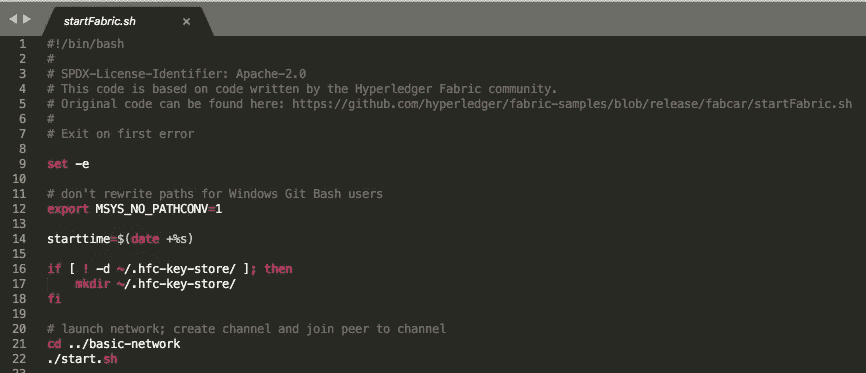 startFabric.sh ×
1 #!/bin/bash
2 #
3 # SPDX-License-Identifier: Apache-2.0
4 # This code is based on code written by the Hyperledger Fabric community.
5 # Original code can be found here: https://github.com/hyperledger/fabric-samples/blob/release/fabcar/startFabric.sh
6 #
7 # Exit on first error
8
9 set -e
10
11 # don't rewrite paths for Windows Git Bash users
12 export MSYS_NO_PATHCONV=1
13
14 starttime=$(date +%s)
15
16 if [ ! -d ~/.hfc-key-store/ ]; then
17 mkdir ~/.hfc-key-store/
18 fi
19
20 # launch network; create channel and join peer to channel
21 cd ../basic-network
22 ./start.sh
23